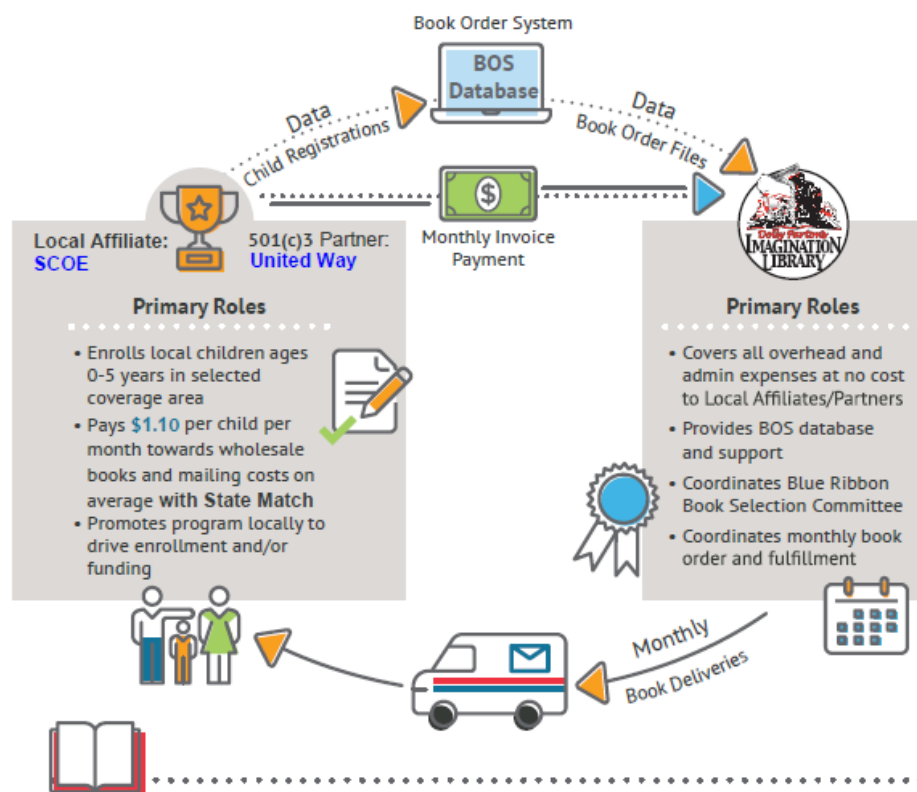 Book Order System
BOS
Database
Data
Child Registrations
Data
Book Order Files
$
Monthly Invoice
Payment
Local Affiliate:
SCOE
501(c)3 Partner:
United Way
Dolly Parton's
IMAGINATION
LIBRARY
Primary Roles
• Enrolls local children ages
0-5 years in selected
coverage area
• Pays $1.10 per child per
month towards wholesale
books and mailing costs on
average with State Match
• Promotes program locally to
drive enrollment and/or
funding
Primary Roles
• Covers all overhead and
admin expenses at no cost
to Local Affiliates/Partners
• Provides BOS database
and support
• Coordinates Blue Ribbon
Book Selection Committee
• Coordinates monthly book
order and fulfillment
Monthly
Book Deliveries